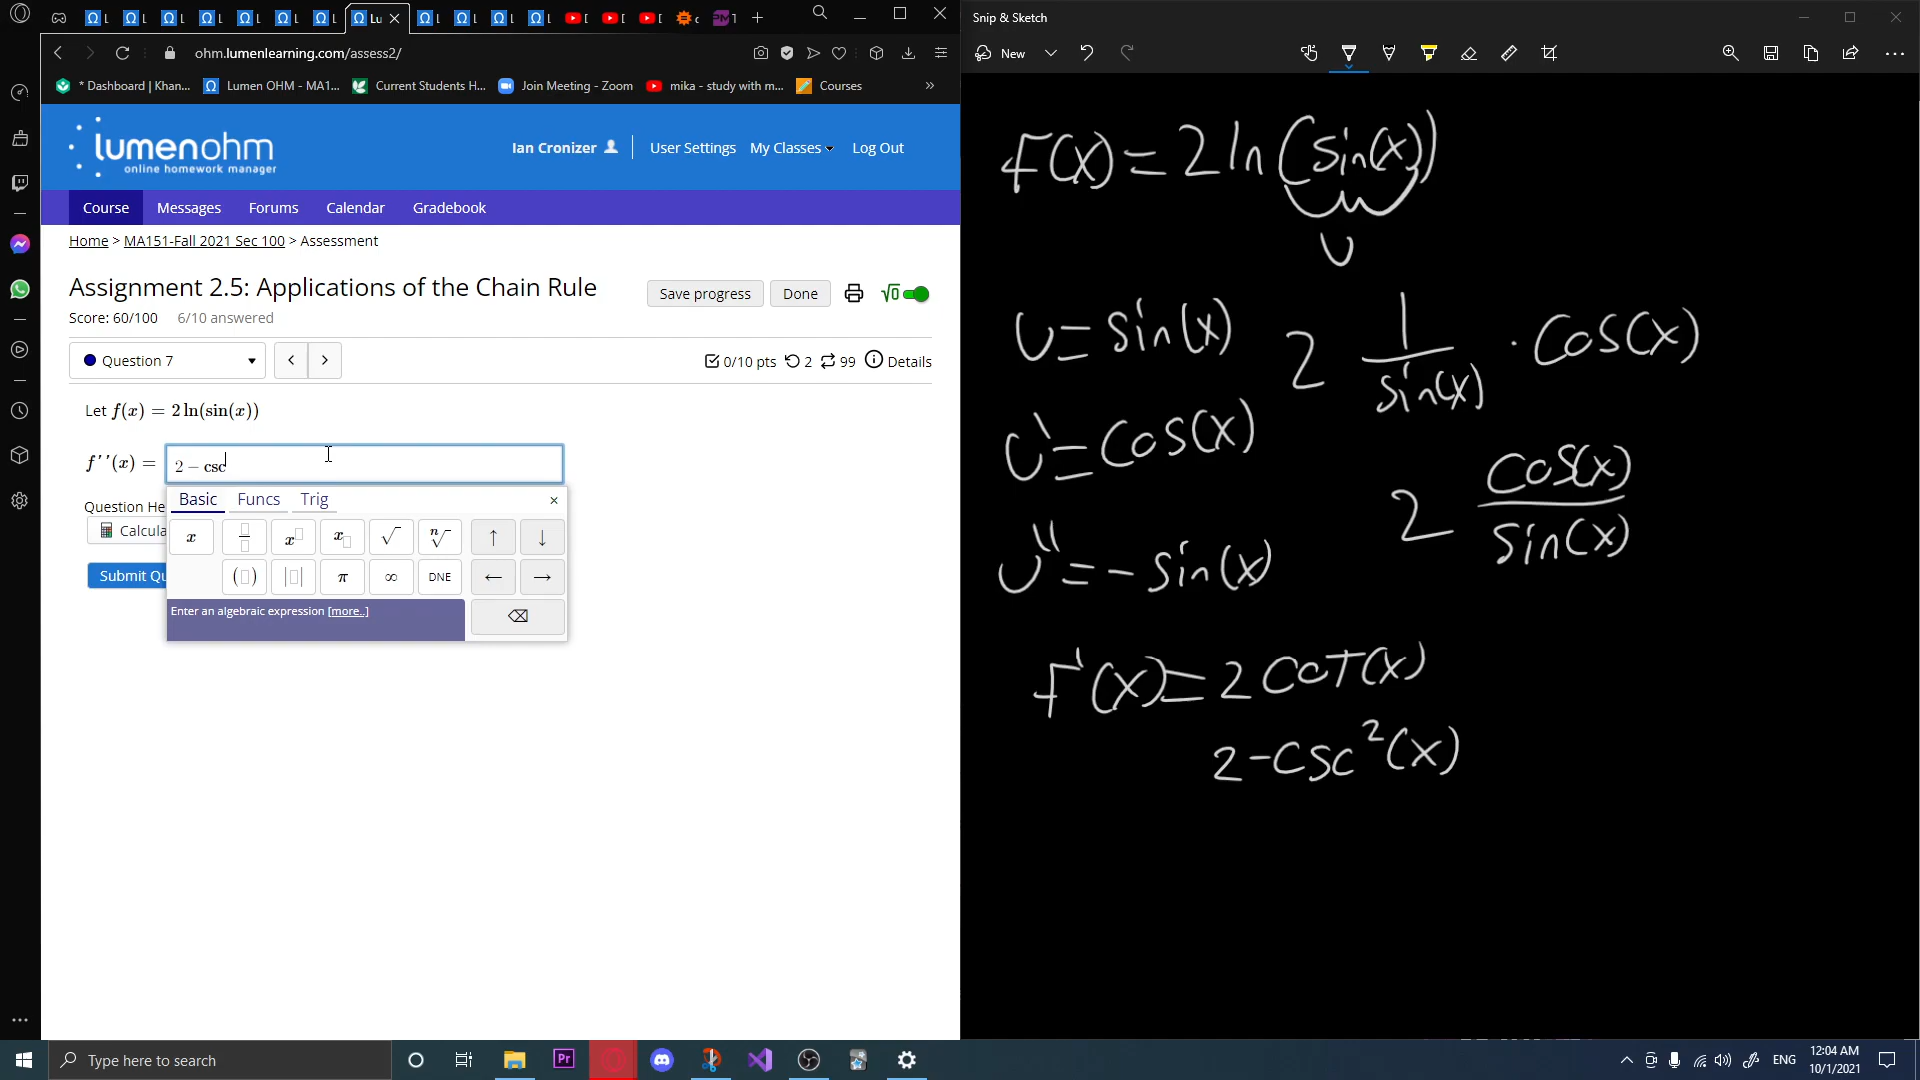 L
L
L
L
L
L
L
Lu
L
L
L
L
[
[
[
c
T
ohm.lumenlearning.com/assess2/
* Dashboard | Khan...
Lumen OHM - MA1...
Current Students H...
Join Meeting - Zoom
mika - study with m...
Courses
»
lumenohm
online homework manager
Ian Cronizer
User Settings
My Classes
Log Out
Course
Messages
Forums
Calendar
Gradebook
Home > MA151-Fall 2021 Sec 100 > Assessment
Assignment 2.5: Applications of the Chain Rule
Save progress
Done
√0
Score: 60/100
6/10 answered
Question 7
<
>
0/10 pts
2
99
Details
Let f(x) = 2 ln(sin(x))
f''(x) =
2 − csc
Question He
Basic
Funcs
Trig
×
Calcula
x
√
n√
↑
↓
Submit Qu
π
∞
DNE
←
→
Enter an algebraic expression [more..]
Snip & Sketch
New
F(x) = 2 ln(sin(x))
U
U = sin(x)
2 1/sin(x) · cos(x)
U' = cos(x)
2 cos(x)/sin(x)
U'' = - sin(x)
F'(x) = 2 COT(x)
2-csc²(x)
Type here to search
Pr
ENG
12:04 AM
10/1/2021